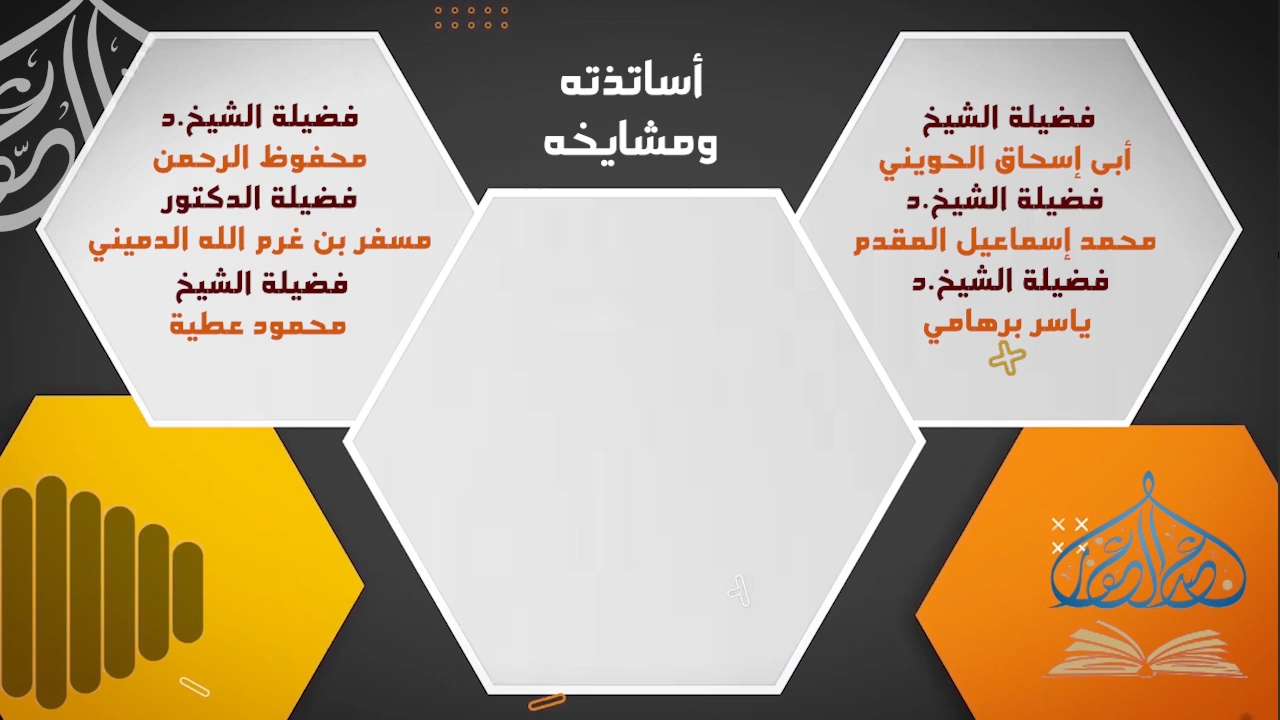 أساتذته
ومشايخه
فضيلة الشيخ
أبى إسحاق الحويني
فضيلة الشيخ.د
محمد إسماعيل المقدم
فضيلة الشيخ.د
ياسر برهامي
فضيلة الشيخ.د
محفوظ الرحمن
فضيلة الدكتور
مسفر بن غرم الله الدميني
فضيلة الشيخ
محمود عطية